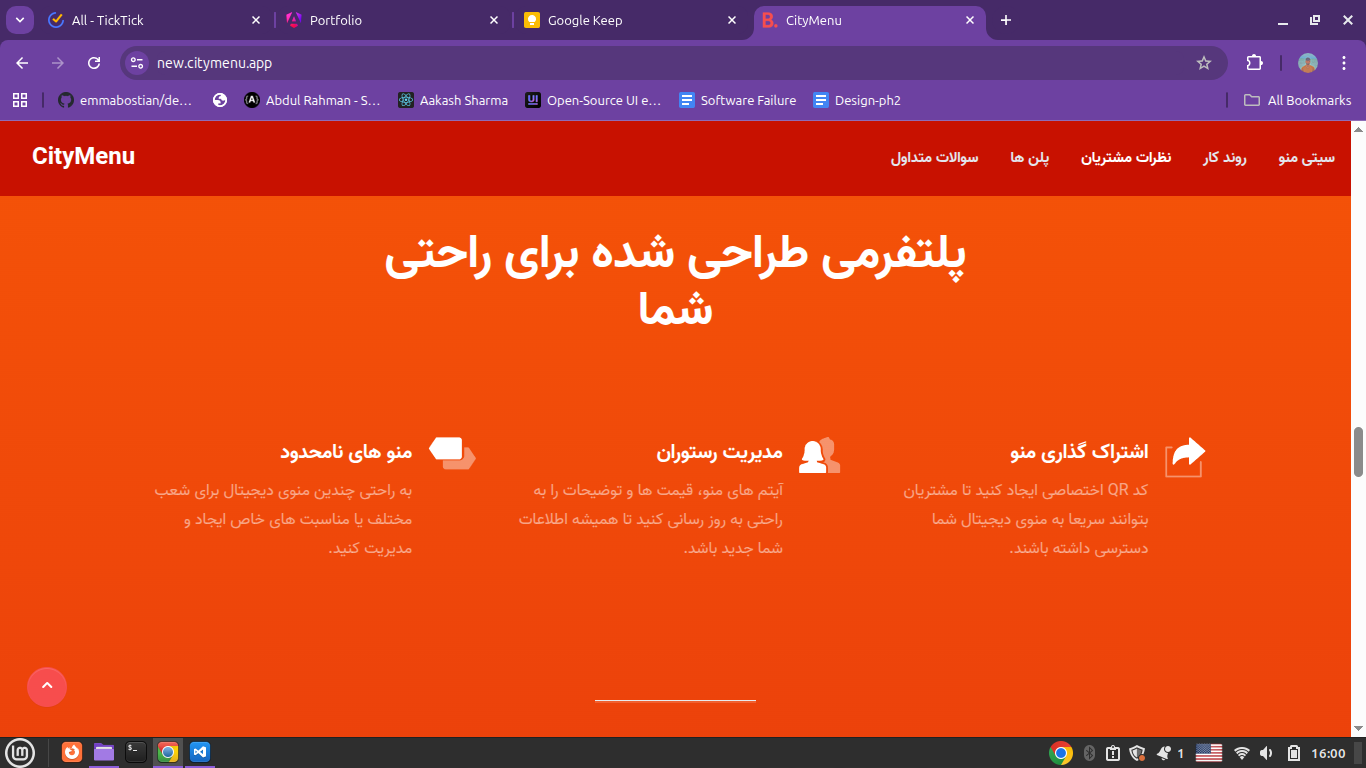 All - TickTick
Portfolio
Google Keep
CityMenu
new.citymenu.app
emmabostian/de...
Abdul Rahman - S...
Aakash Sharma
Open-Source UI e...
Software Failure
Design-ph2
All Bookmarks
CityMenu
سیتی منو
روند کار
نظرات مشتریان
پلن ها
سوالات متداول
پلتفرمی طراحی شده برای راحتی
شما
اشتراک گذاری منو
کد QR اختصاصی ایجاد کنید تا مشتریان
بتوانند سریعا به منوی دیجیتال شما
دسترسی داشته باشند.
مدیریت رستوران
آیتم های منو، قیمت ها و توضیحات را به
راحتی به روز رسانی کنید تا همیشه اطلاعات
شما جدید باشد.
منو های نامحدود
به راحتی چندین منوی دیجیتال برای شعب
مختلف یا مناسبت های خاص ایجاد و
مدیریت کنید.
1
16:00